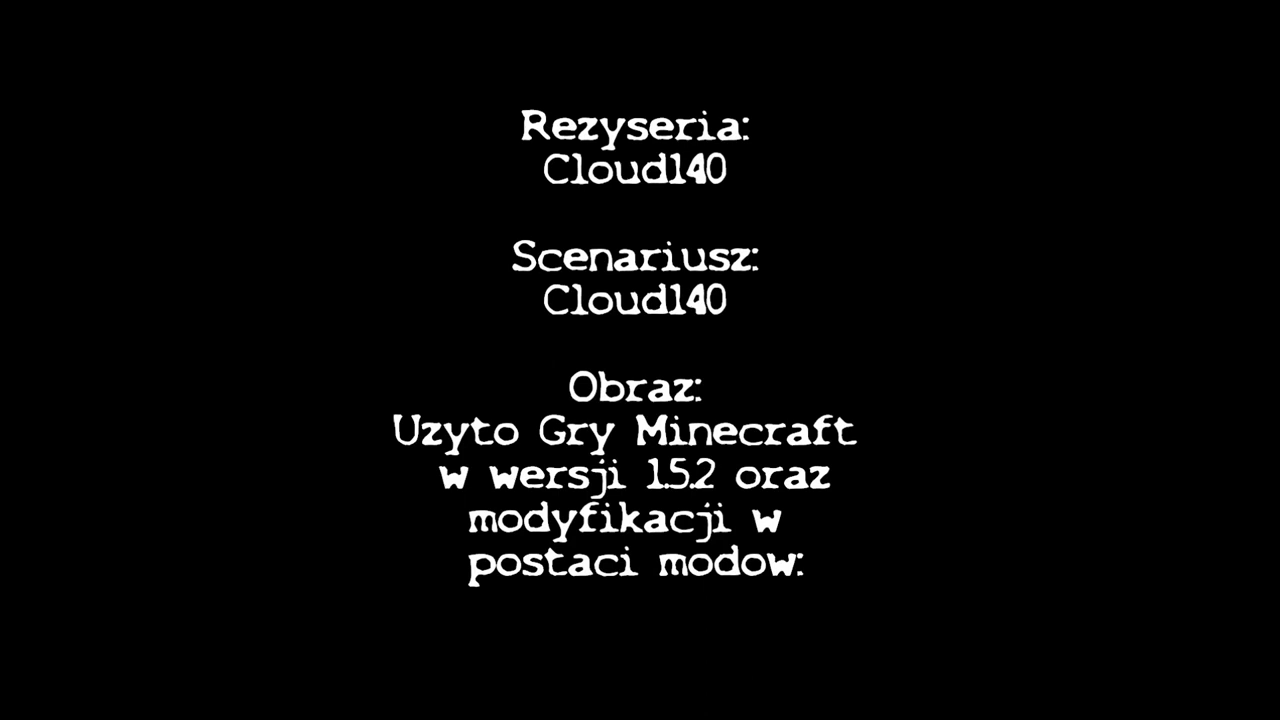 Rezyseria:
Cloud140
Scenariusz:
Cloud140
Obraz:
Uzyto Gry Minecraft
w wersji 1.5.2 oraz
modyfikacji w
postaci modow: